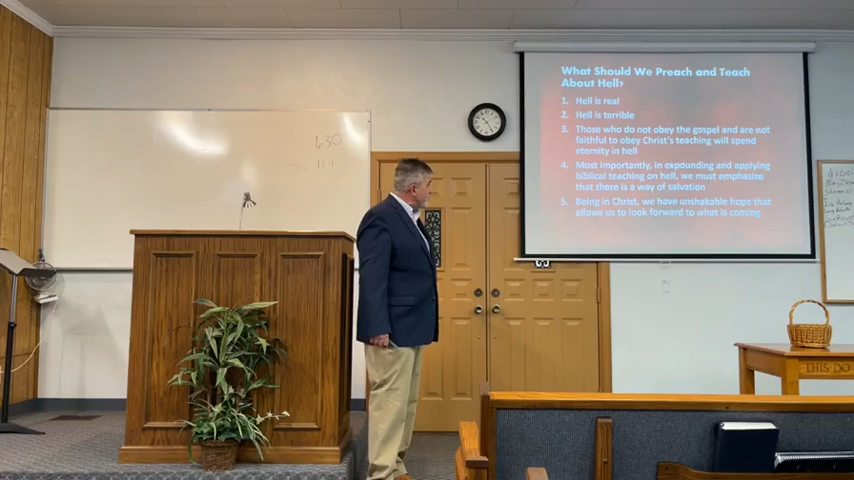 630
What Should We Preach and Teach
About Hell?
1. Hell is real
2. Hell is terrible
3. Those who do not obey the gospel and are not
faithful to obey Christ's teaching will spend
eternity in hell
4. Most importantly, in expounding and applying
biblical teaching on hell, we must emphasize
that there is a way of salvation
5. Being in Christ, we have unshakable hope that
allows us to look forward to what is coming
THIS DO